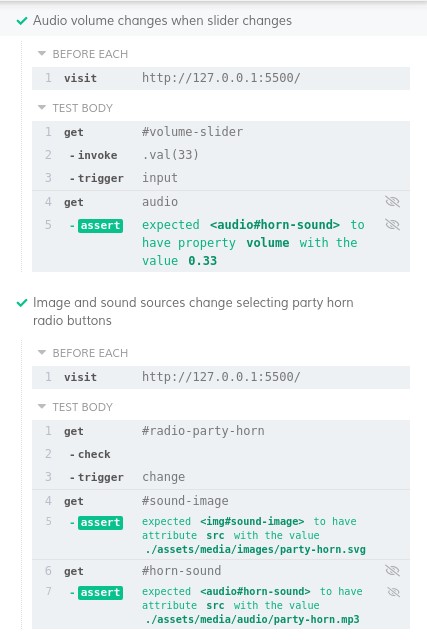 Audio volume changes when slider changes
BEFORE EACH
1 visit http://127.0.0.1:5500/
TEST BODY
1 get #volume-slider
2 -invoke .val(33)
3 -trigger input
4 get audio
5 -assert expected <audio#horn-sound> to
have property volume with the
value 0.33
Image and sound sources change selecting party horn
radio buttons
BEFORE EACH
1 visit http://127.0.0.1:5500/
TEST BODY
1 get #radio-party-horn
2 -check
3 -trigger change
4 get #sound-image
5 -assert expected <img#sound-image> to have
attribute src with the value
./assets/media/images/party-horn.svg
6 get #horn-sound
7 -assert expected <audio#horn-sound> to have
attribute src with the value
./assets/media/audio/party-horn.mp3